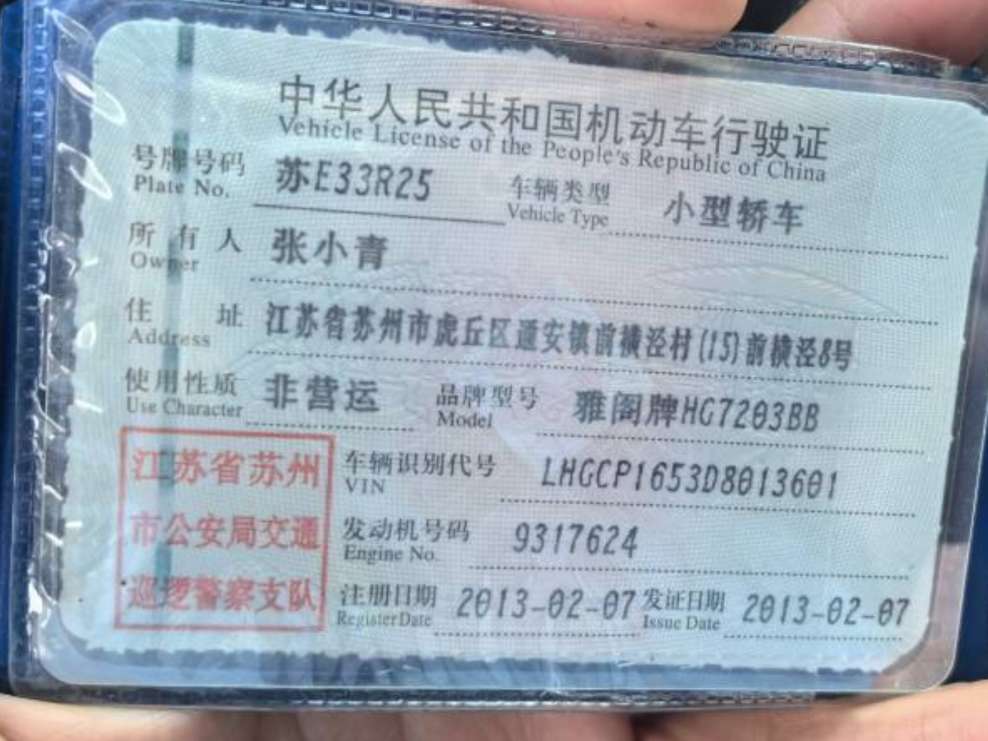 中华人民共和国机动车行驶证
Vehicle License of the People's Republic of China
号牌号码 苏E33R25 车辆类型 小型轿车
Plate No. Vehicle Type
所有人 张小青
Owner
住址 江苏省苏州市虎丘区通安镇前横泾村(15)前横泾8号
Address
使用性质 非营运 品牌型号 雅阁牌HG7203BB
Use Character Model
江苏省苏州
市公安局交通
巡逻警察支队
车辆识别代号 LHGCP1653D8013601
VIN
发动机号码 9317624
Engine No.
注册日期 2013-02-07 发证日期 2013-02-07
Register Date Issue Date